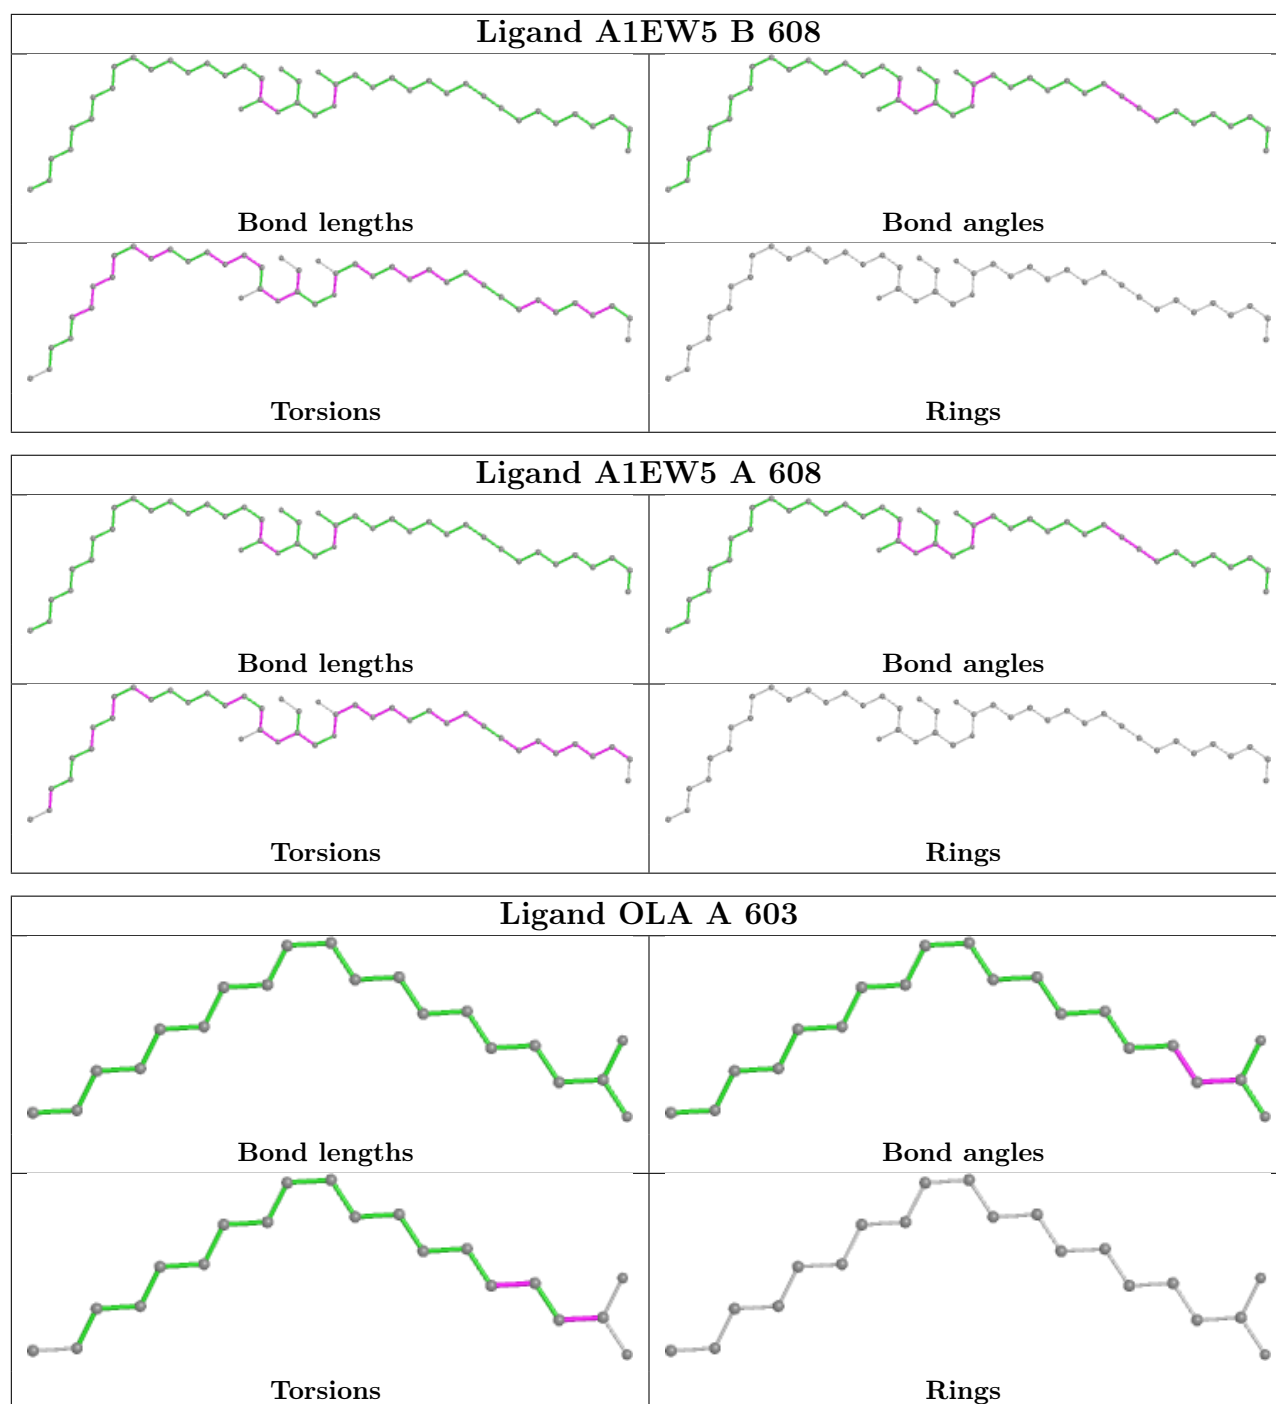 Ligand A1EW5 B 608
Bond lengths
Bond angles
Torsions
Rings
Ligand A1EW5 A 608
Bond lengths
Bond angles
Torsions
Rings
Ligand OLA A 603
Bond lengths
Bond angles
Torsions
Rings